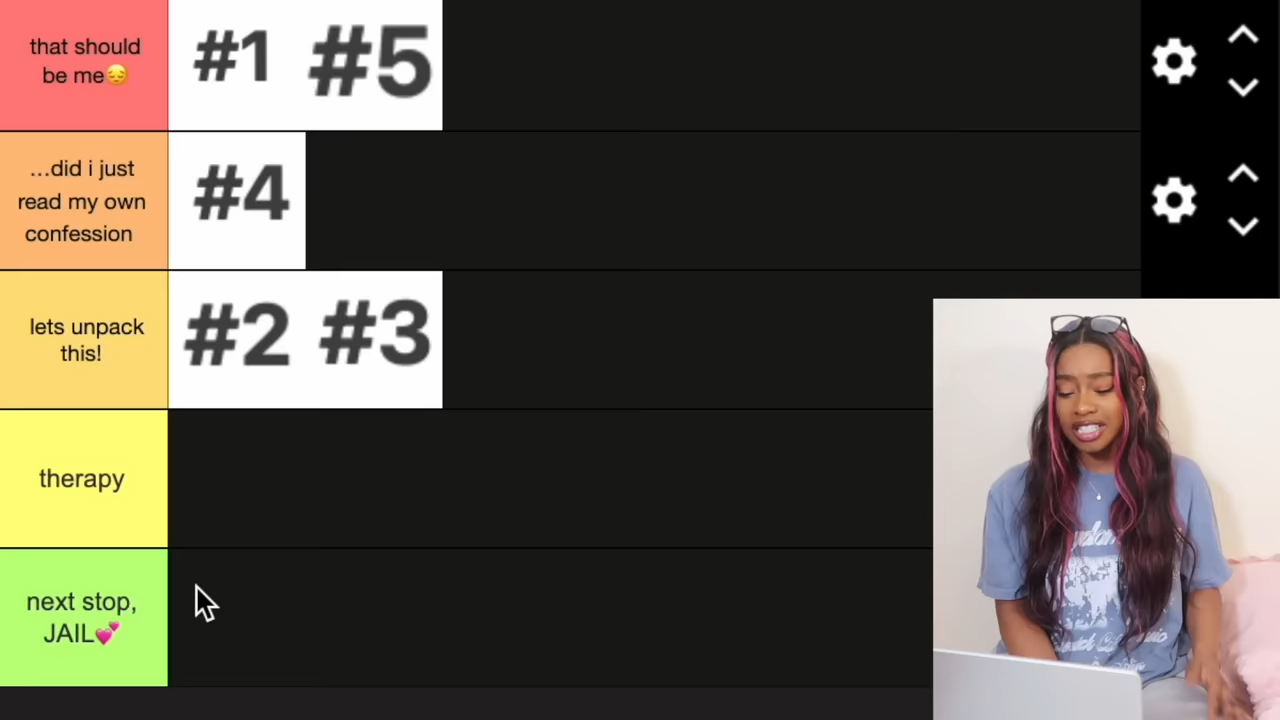 that should
be me😔
#1 #5
...did i just
read my own
confession
#4
lets unpack
this!
#2 #3
therapy
next stop,
JAIL💕